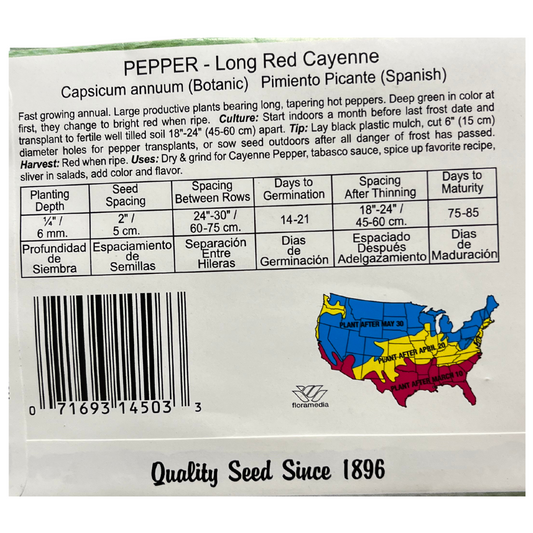 PEPPER - Long Red Cayenne
Capsicum annuum (Botanic) Pimiento Picante (Spanish)
Fast growing annual. Large productive plants bearing long, tapering hot peppers. Deep green in color at
first, they change to bright red when ripe. Culture: Start indoors a month before last frost date and
transplant to fertile well tilled soil 18"-24" (45-60 cm) apart. Tip: Lay black plastic mulch, cut 6" (15 cm)
diameter holes for pepper transplants, or sow seed outdoors after all danger of frost has passed.
Harvest: Red when ripe. Uses: Dry & grind for Cayenne Pepper, tabasco sauce, spice up favorite recipe,
sliver in salads, add color and flavor.
Planting Depth Seed Spacing Spacing Between Rows Days to Germination Spacing After Thinning Days to Maturity
¼" / 6 mm. 2" / 5 cm. 24"-30" / 60-75 cm. 14-21 18"-24" / 45-60 cm. 75-85
Profundidad de Siembra Espaciamiento de Semillas Separación Entre Hileras Dias de Germinación Espaciado Después Adelgazamiento Dias de Maduración
PLANT AFTER MAY 30
PLANT AFTER APRIL 20
PLANT AFTER MARCH 10
0 71693 14503 3
floramedia
Quality Seed Since 1896